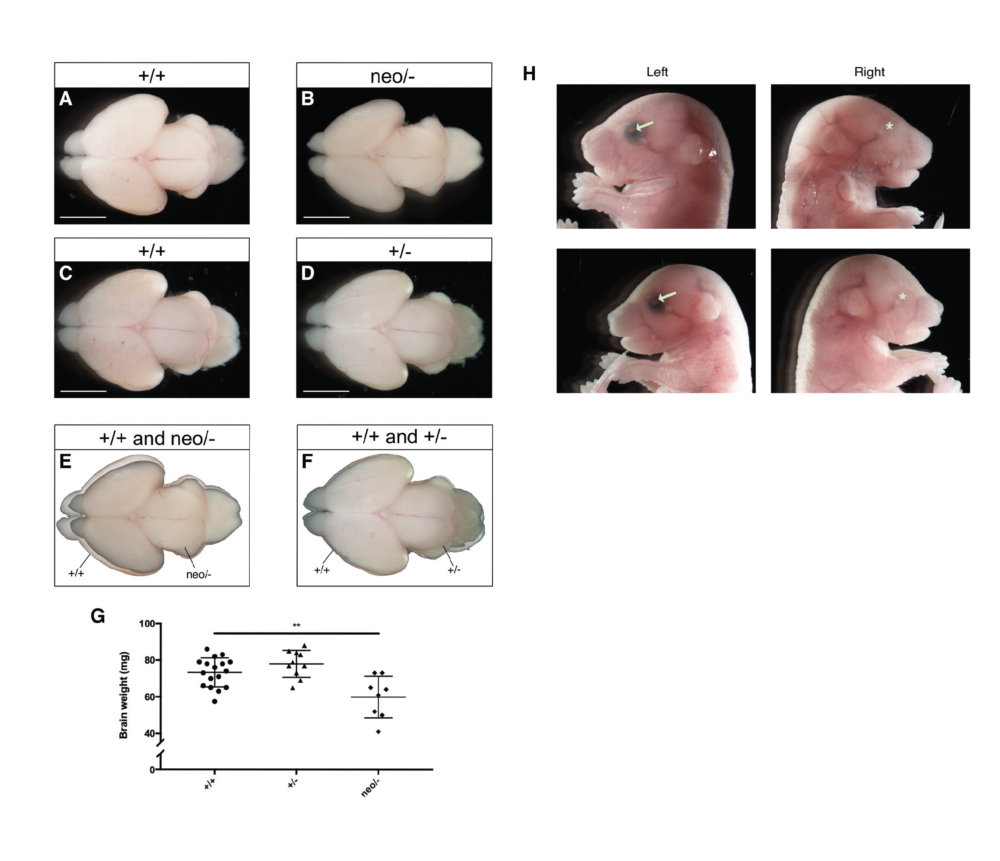 +/+
neo/-
A
B
+/+
+/-
C
D
+/+ and neo/-
+/+ and +/-
E
F
+/+
neo/-
+/+
+/-
G
100
80
60
40
0
Brain weight (mg)
**
+/+
+/-
neo/-
H
Left
Right
*
*